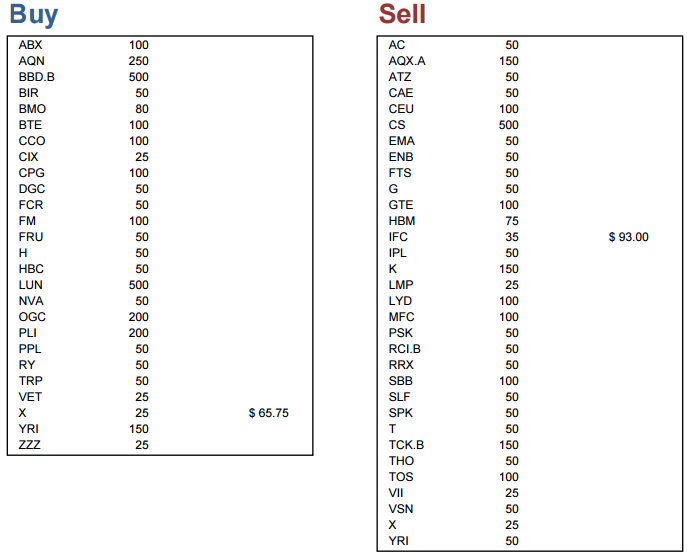 Buy
ABX 100
AQN 250
BBD.B 500
BIR 50
BMO 80
BTE 100
CCO 100
CIX 25
CPG 100
DGC 50
FCR 50
FM 100
FRU 50
H 50
HBC 50
LUN 500
NVA 50
OGC 200
PLI 200
PPL 50
RY 50
TRP 50
VET 25
X 25 $ 65.75
YRI 150
ZZZ 25
Sell
AC 50
AQX.A 150
ATZ 50
CAE 50
CEU 100
CS 500
EMA 50
ENB 50
FTS 50
G 50
GTE 100
HBM 75
IFC 35 $ 93.00
IPL 50
K 150
LMP 25
LYD 100
MFC 100
PSK 50
RCI.B 50
RRX 50
SBB 100
SLF 50
SPK 50
T 50
TCK.B 150
THO 50
TOS 100
VII 25
VSN 50
X 25
YRI 50